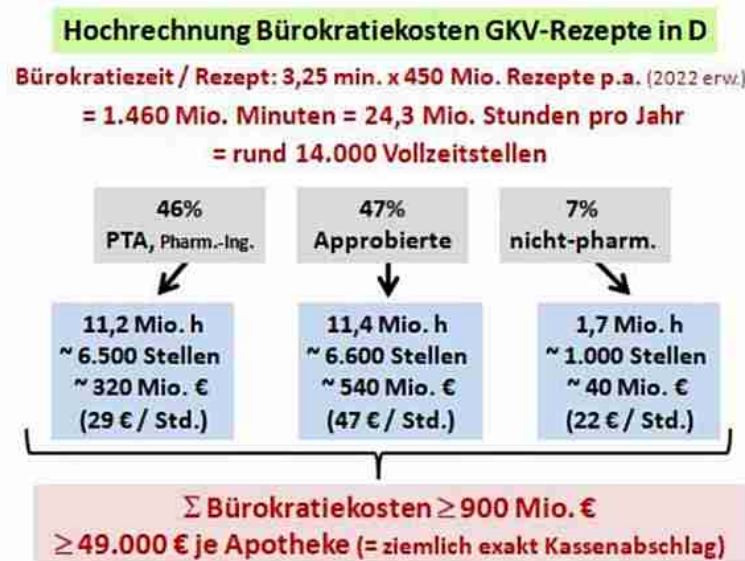 Hochrechnung Bürokratiekosten GKV-Rezepte in D
Bürokratiezeit / Rezept: 3,25 min. x 450 Mio. Rezepte p.a. (2022 erw.)
= 1.460 Mio. Minuten = 24,3 Mio. Stunden pro Jahr
= rund 14.000 Vollzeitstellen
46%
PTA, Pharm.-Ing.
47%
Approbierte
7%
nicht-pharm.
11,2 Mio. h
~ 6.500 Stellen
~ 320 Mio. €
(29 € / Std.)
11,4 Mio. h
~ 6.600 Stellen
~ 540 Mio. €
(47 € / Std.)
1,7 Mio. h
~ 1.000 Stellen
~ 40 Mio. €
(22 € / Std.)
Σ Bürokratiekosten ≥ 900 Mio. €
≥ 49.000 € je Apotheke (= ziemlich exakt Kassenabschlag)